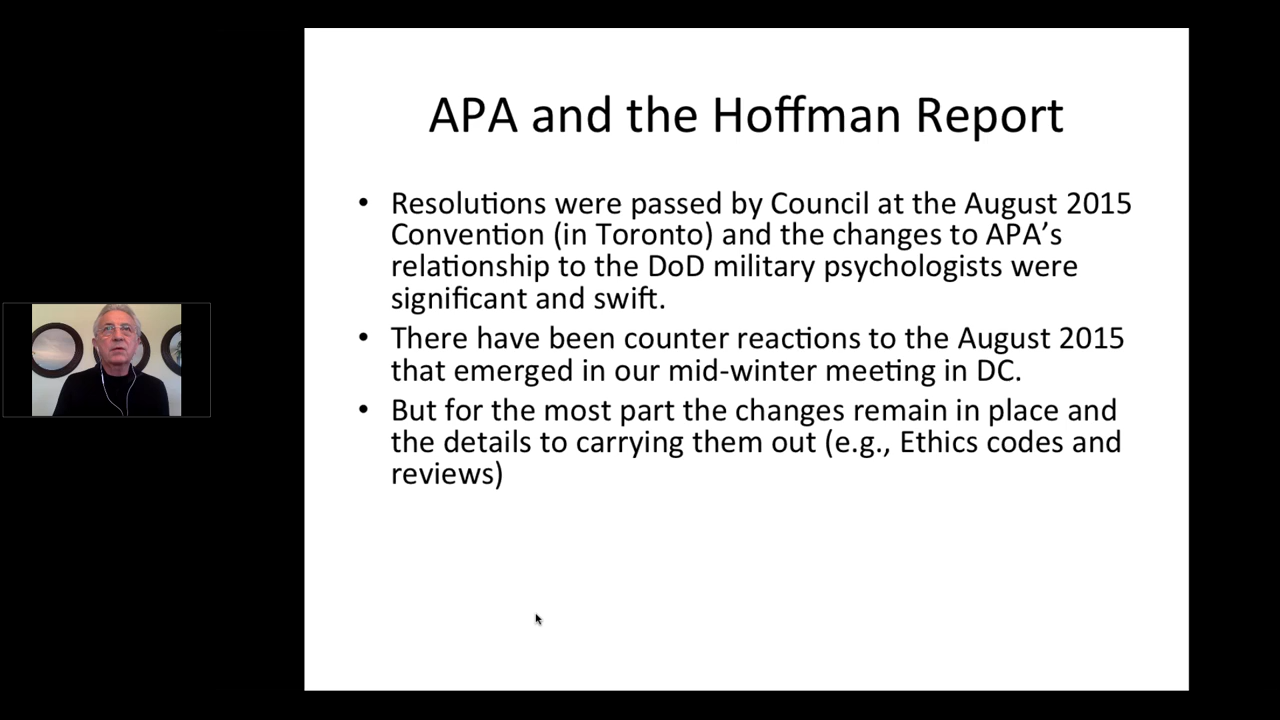 APA and the Hoffman Report
• Resolutions were passed by Council at the August 2015
Convention (in Toronto) and the changes to APA’s
relationship to the DoD military psychologists were
significant and swift.
• There have been counter reactions to the August 2015
that emerged in our mid-winter meeting in DC.
• But for the most part the changes remain in place and
the details to carrying them out (e.g., Ethics codes and
reviews)